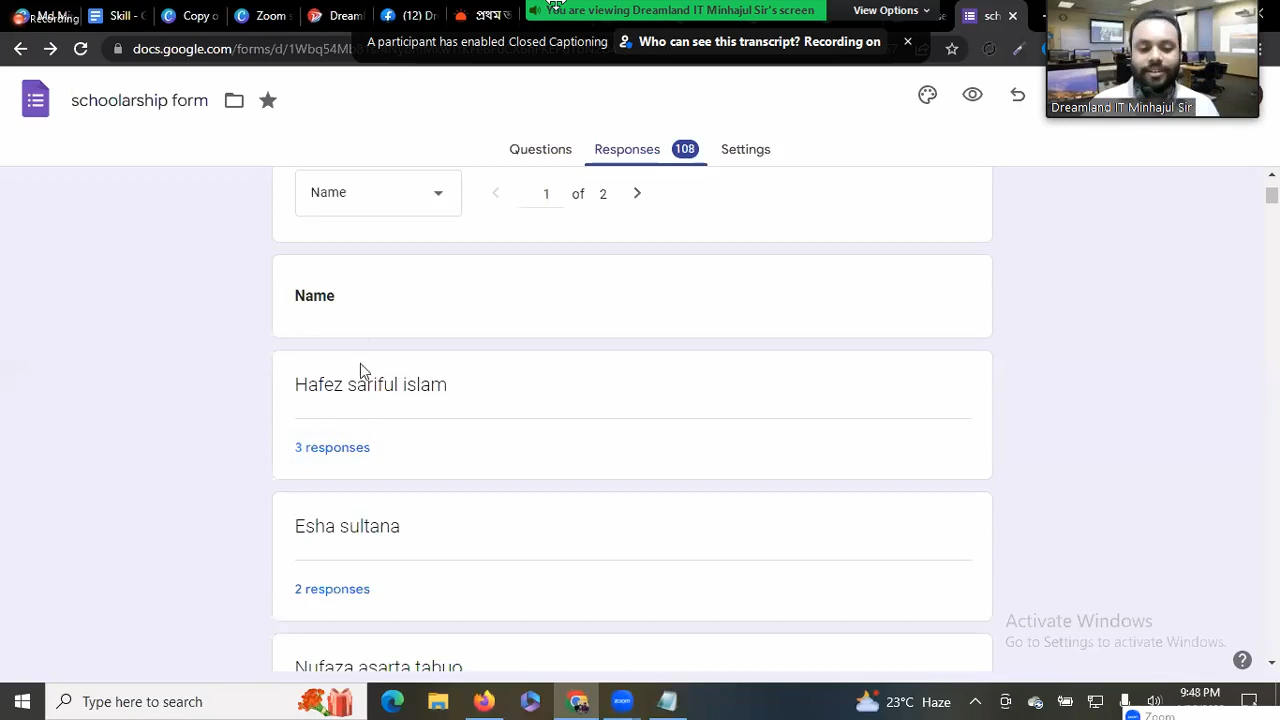 Recording
M-Mi
Skill -
Copy o
Zoom
Dream
(12) D
প্রথম
You are viewing Dreamland IT Minhajul Sir's screen
View Options
sch
docs.google.com/forms/d/1Wbq54Mb
A participant has enabled Closed Captioning
Who can see this transcript? Recording on
Dreamland IT Minhajul Sir
schoolarship form
Questions
Responses 108
Settings
Name
1 of 2
Name
Hafez sariful islam
3 responses
Esha sultana
2 responses
Nufaza asarta tabuo
Activate Windows
Go to Settings to activate Windows.
Type here to search
zoom
23°C Haze
9:48 PM
Zoom